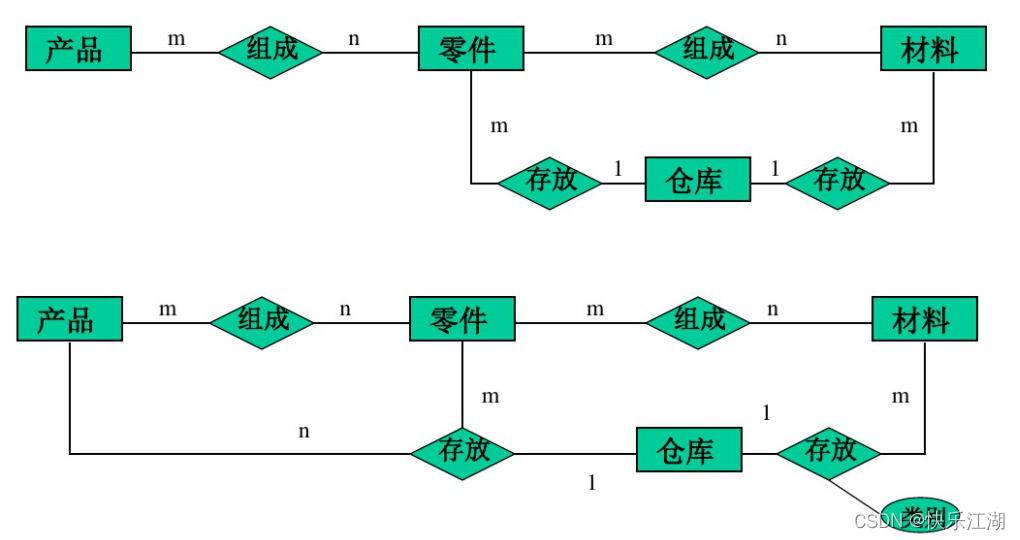 产品 m 组成 n 零件 m 组成 n 材料
m m
存放 1 仓库 1 存放
产品 m 组成 n 零件 m 组成 n 材料
m m
n 1
存放 仓库 存放
1
类别
CSDN @快乐江湖